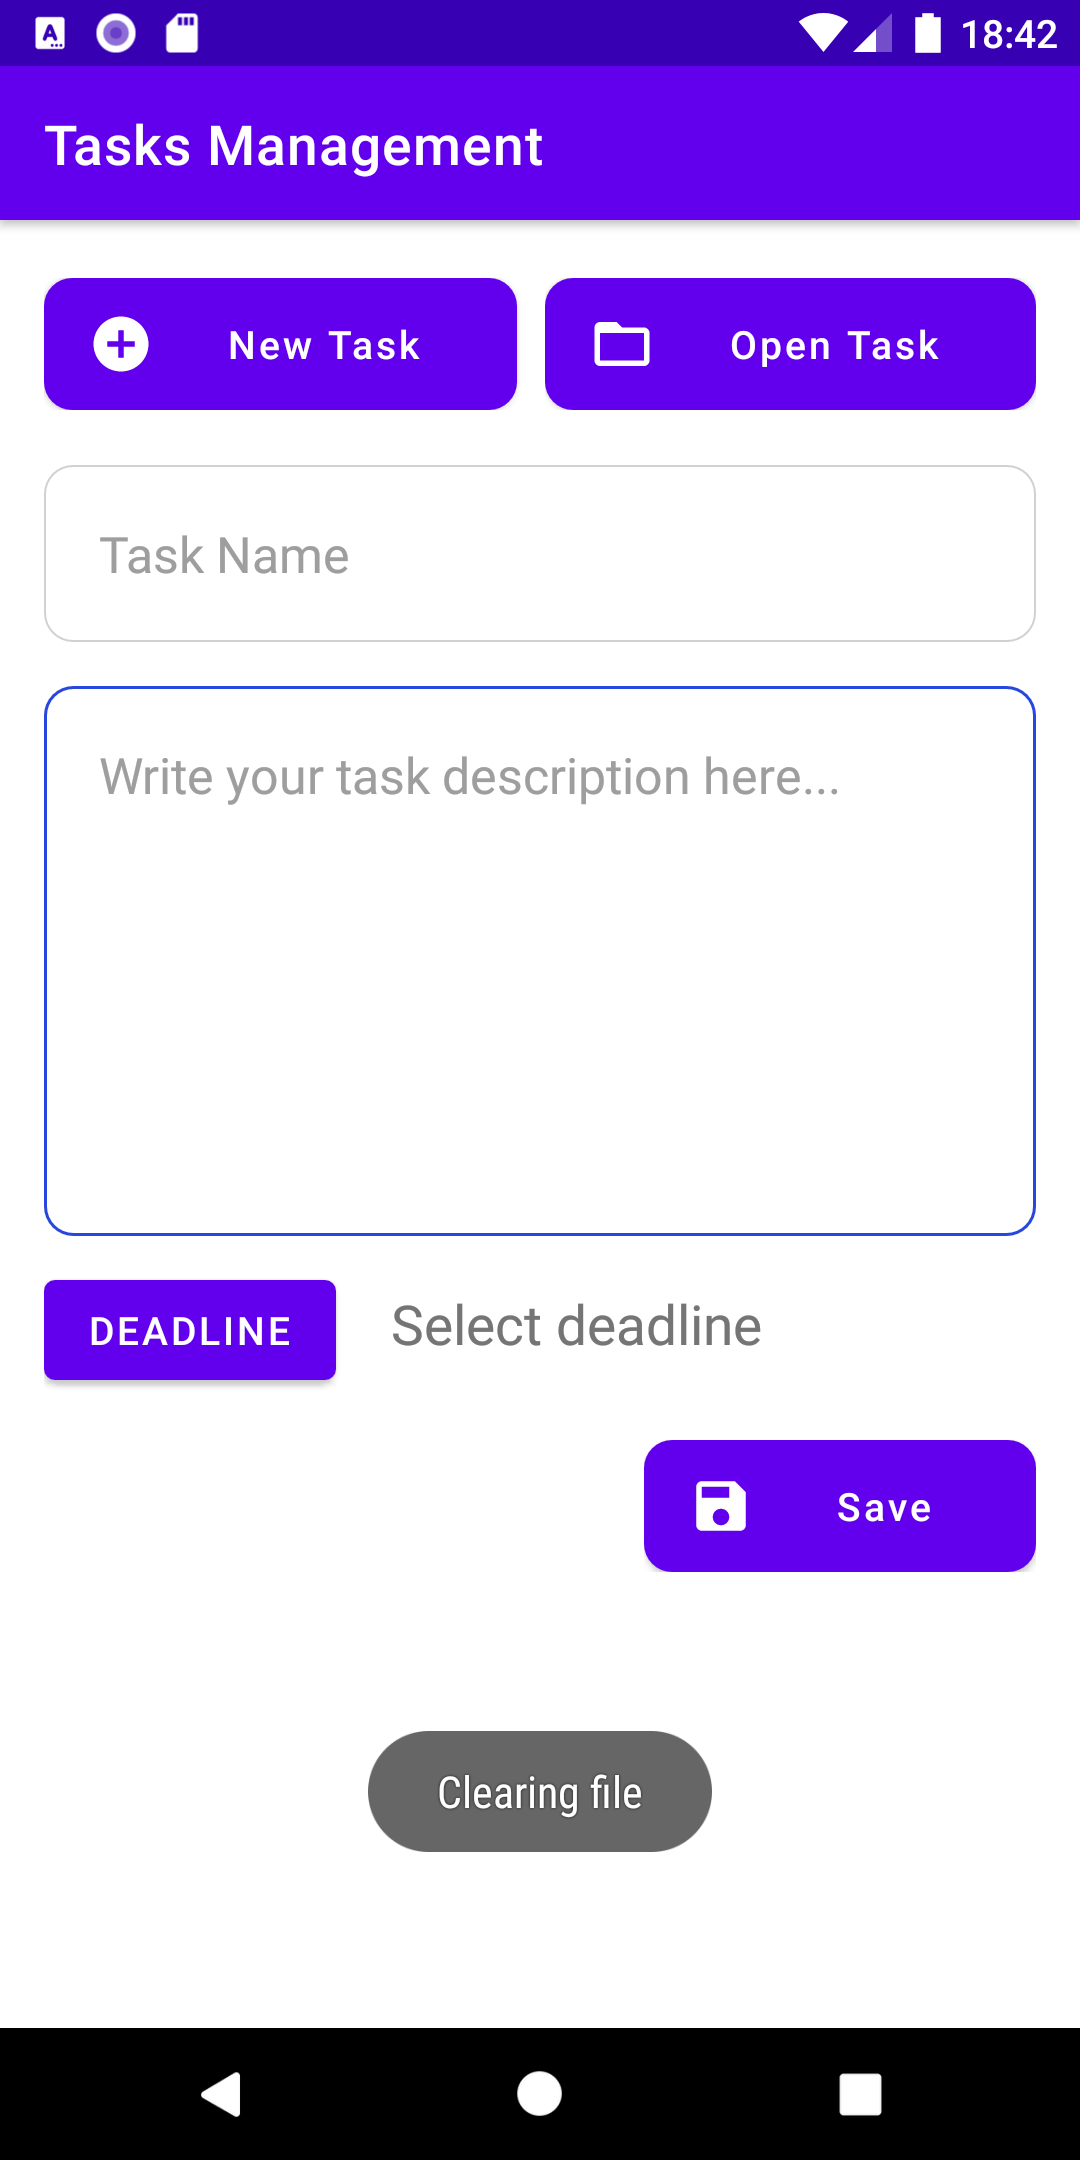 18:42
Tasks Management
New Task
Open Task
Task Name
Write your task description here...
DEADLINE
Select deadline
Save
Clearing file